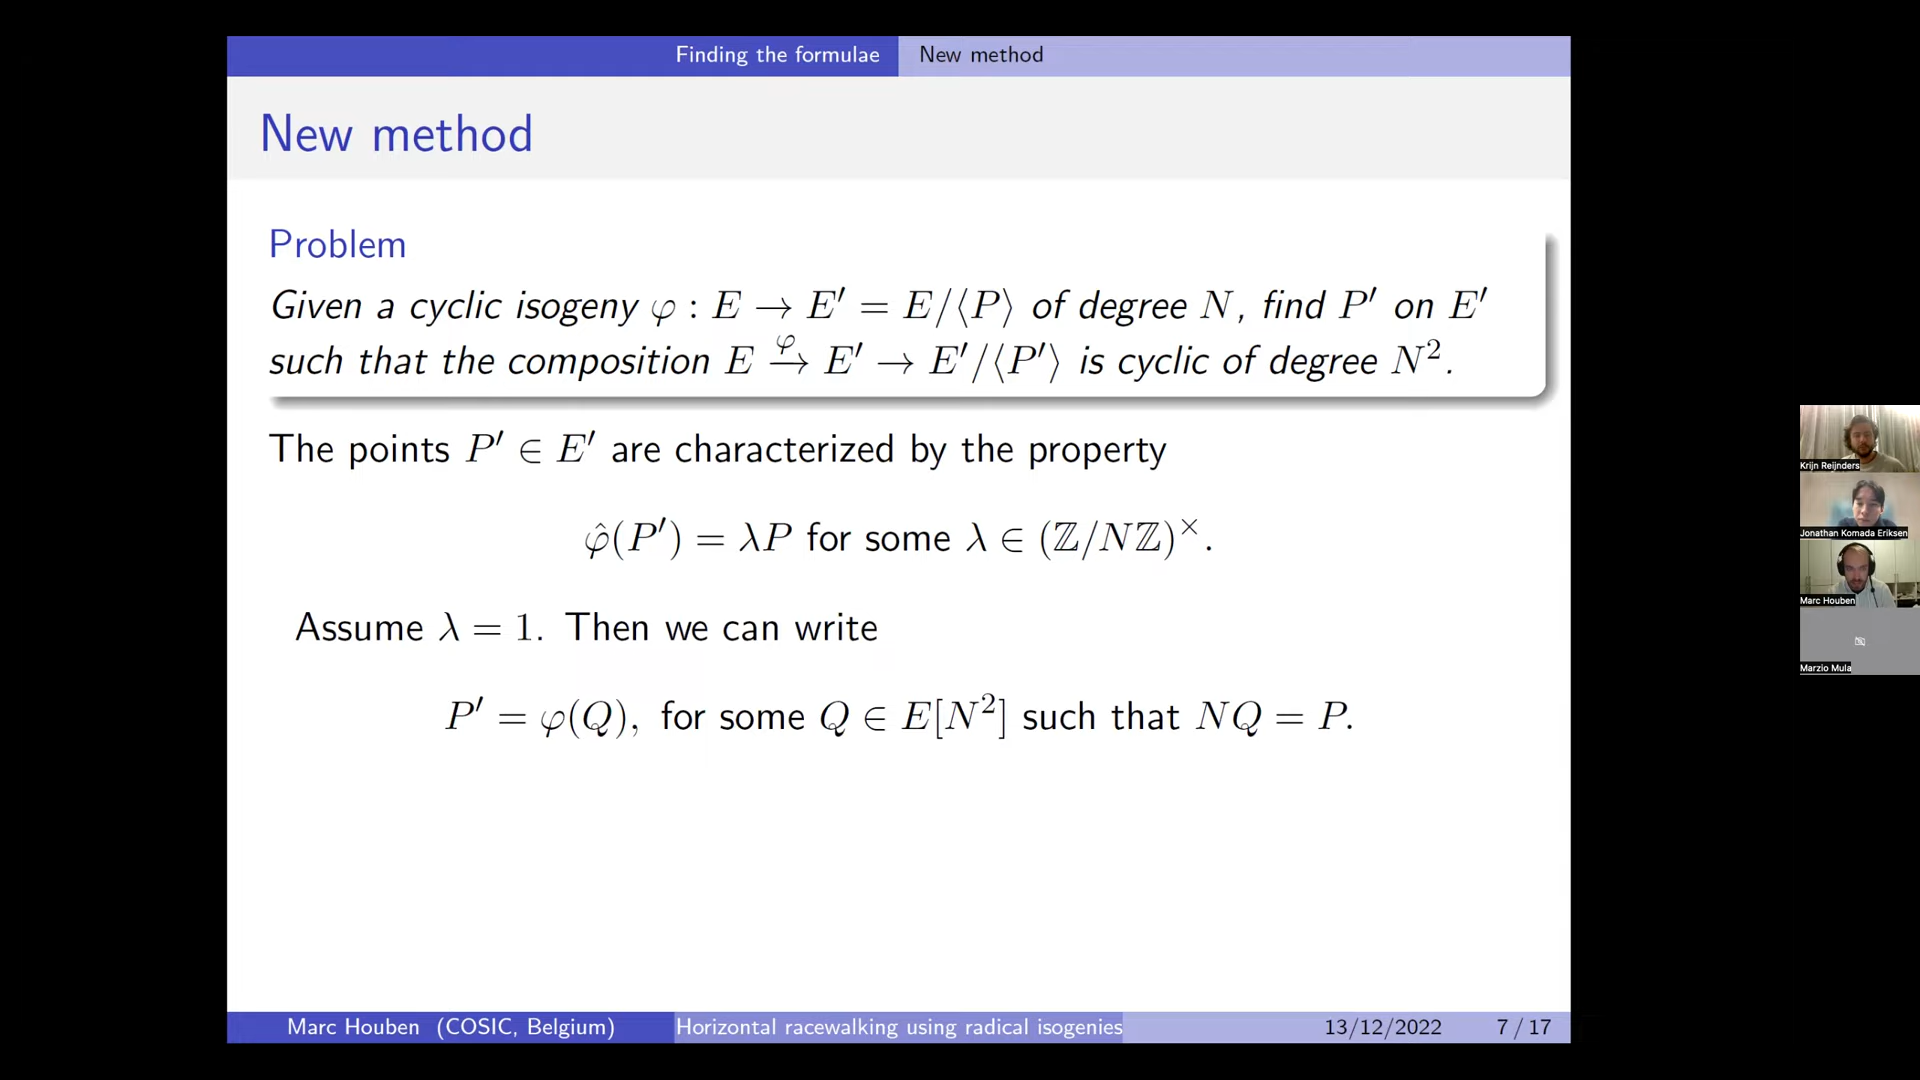 Finding the formulae New method
New method
Problem
Given a cyclic isogeny φ : E → E′ = E/⟨P⟩ of degree N, find P′ on E′
such that the composition E →^φ E′ → E′/⟨P′⟩ is cyclic of degree N².
The points P′ ∈ E′ are characterized by the property
φ̂(P′) = λP for some λ ∈ (ℤ/Nℤ)^×.
Assume λ = 1. Then we can write
P′ = φ(Q), for some Q ∈ E[N²] such that NQ = P.
Marc Houben (COSIC, Belgium) Horizontal racewalking using radical isogenies 13/12/2022 7 / 17
Krijn Reijnders
Jonathan Komada Eriksen
Marc Houben
Marzio Mula